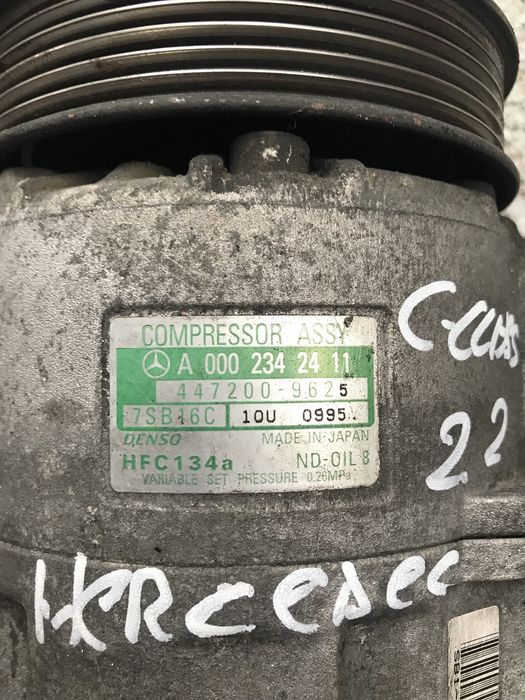 COMPRESSOR ASSY
A 000 234 24 11
447200-9625
7SB16C 10U 0995
DENSO MADE IN JAPAN
HFC134a ND-OIL 8
VARIABLE SET PRESSURE 0.26MPa
C-CLASS
22
MERCEDEC